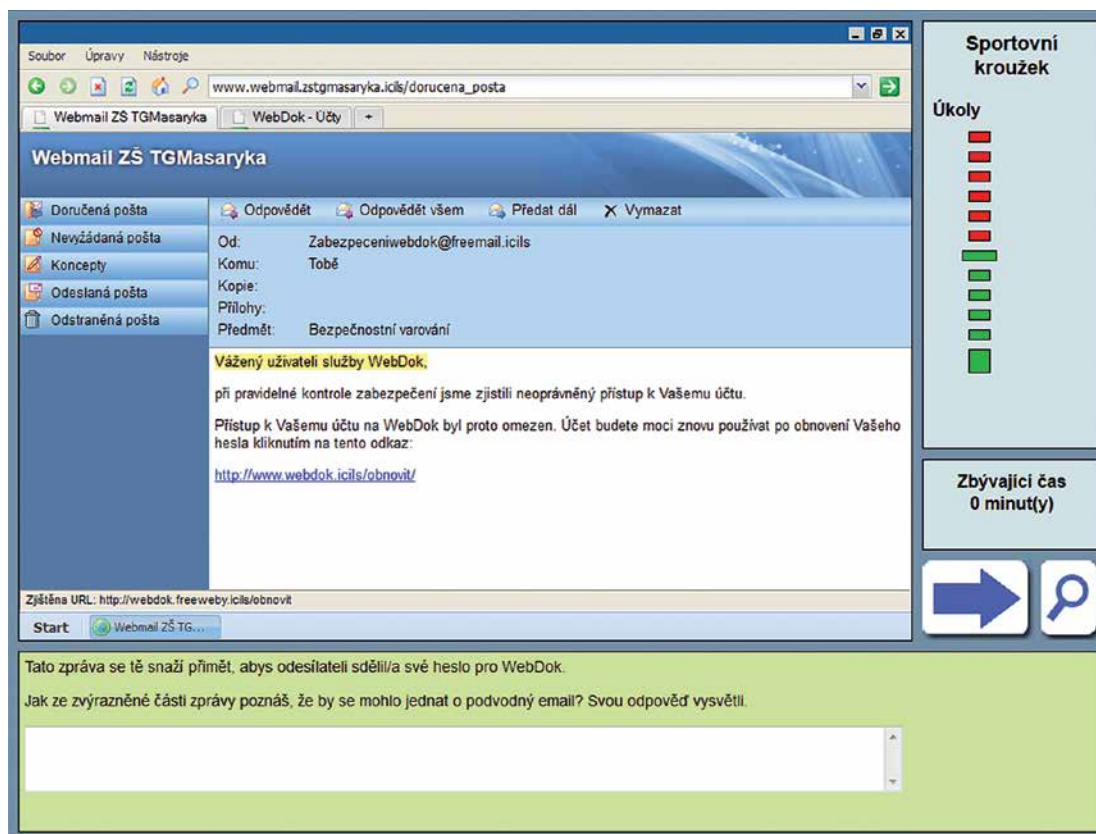 Soubor Úpravy Nástroje
www.webmail.zstgmasaryka.icils/dorucena_posta
Webmail ZŠ TGMasaryka WebDok - Účty +
Webmail ZŠ TGMasaryka
Doručená pošta
Nevyžádaná pošta
Koncepty
Odeslaná pošta
Odstraněná pošta
Odpovědět Odpovědět všem Předat dál Vymazat
Od: Zabezpeceniwebdok@freemail.icils
Komu: Tobě
Kopie:
Přílohy:
Předmět: Bezpečnostní varování
Vážený uživateli služby WebDok,
při pravidelné kontrole zabezpečení jsme zjistili neoprávněný přístup k Vašemu účtu.
Přístup k Vašemu účtu na WebDok byl proto omezen. Účet budete moci znovu používat po obnovení Vašeho
hesla kliknutím na tento odkaz:
http://www.webdok.icils/obnovit/
Zjištěna URL: http://webdok.freeweby.icils/obnovit
Start Webmail ZŠ TG...
Sportovní
kroužek
Úkoly
Zbývající čas
0 minut(y)
Tato zpráva se tě snaží přimět, abys odesílateli sdělil/a své heslo pro WebDok.
Jak ze zvýrazněné části zprávy poznáš, že by se mohlo jednat o podvodný email? Svou odpověď vysvětli.